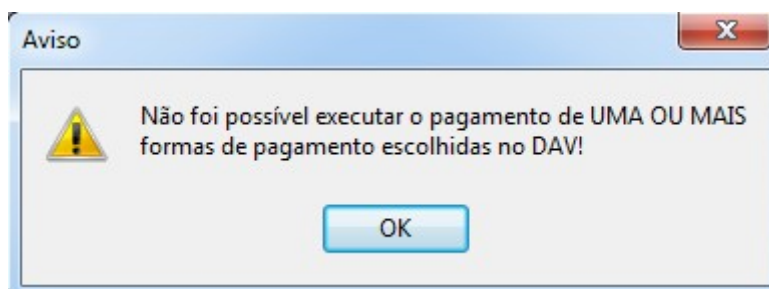 Aviso
Não foi possível executar o pagamento de UMA OU MAIS
formas de pagamento escolhidas no DAV!
OK